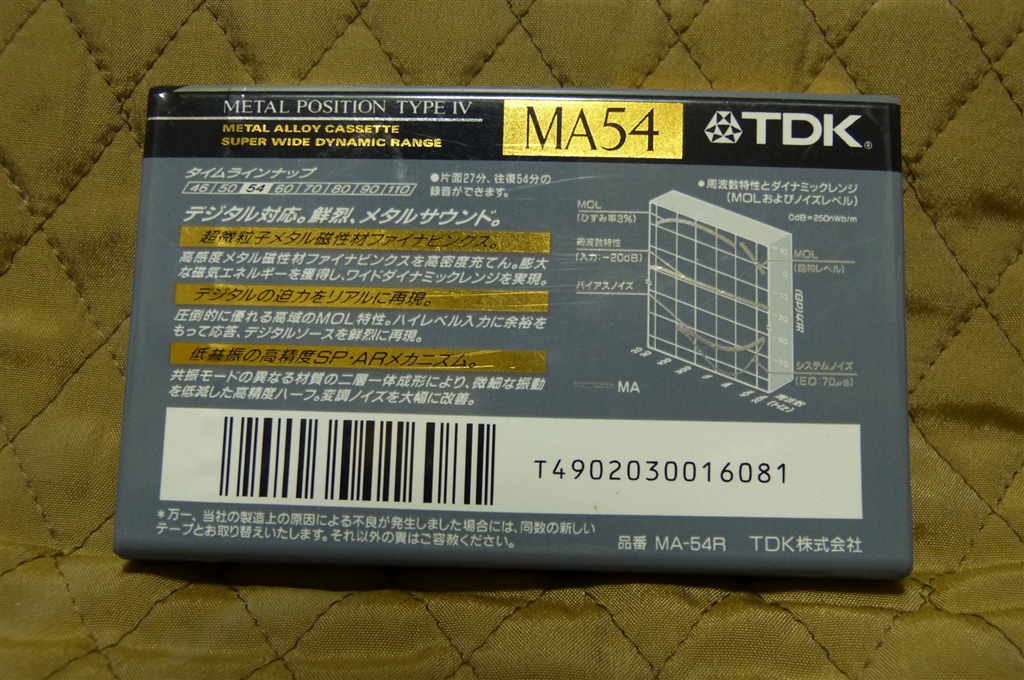 METAL POSITION TYPE IV
METAL ALLOY CASSETTE
SUPER WIDE DYNAMIC RANGE
MA54
TDK®
タイムラインナップ
46|50|54|60|70|80|90|110
●片面27分、往復54分の
録音ができます。
デジタル対応。鮮烈、メタルサウンド。
超微粒子メタル磁性材ファイナビンクス。
高感度メタル磁性材ファイナビンクスを高密度充てん。膨大
な磁気エネルギーを獲得し、ワイドダイナミックレンジを実現。
デジタルの迫力をリアルに再現。
圧倒的に優れる高域のMOL特性。ハイレベル入力に余裕を
もって応答、デジタルソースを鮮烈に再現。
低共振の高精度SP・ARメカニズム。
共振モードの異なる材質の二層一体成形により、微細な振動
を低減した高精度ハーフ。変調ノイズを大幅に改善。
●周波数特性とダイナミックレンジ
(MOLおよびノイズレベル)
0dB=250nWb/m
MOL
(ひずみ率3%)
周波数特性
(入力:-20dB)
バイアスノイズ
MOL
(飽和レベル)
システムノイズ
(EQ:70μs)
周波数
(Hz)
MA
T4902030016081
*万一、当社の製造上の原因による不良が発生しました場合には、同数の新しい
テープとお取り替えいたします。それ以外の責はご容赦ください。
品番 MA-54R TDK株式会社